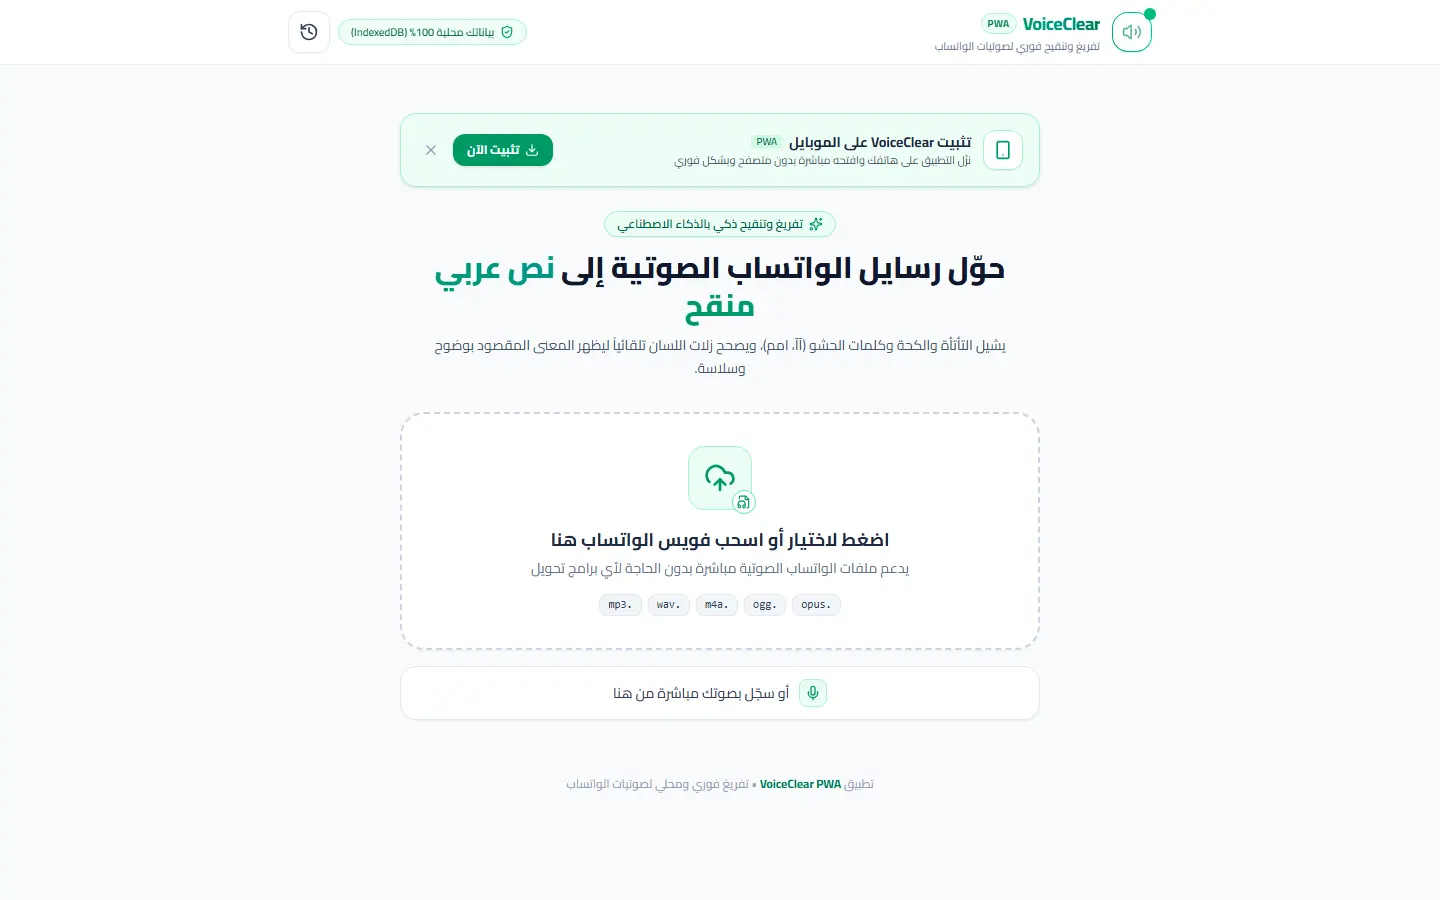 VoiceClear PWA
تفريغ وتنقيح فوري لصوتيات الواتساب
بياناتك محلية 100% (IndexedDB)
تثبيت VoiceClear على الموبايل PWA
نزّل التطبيق على هاتفك وافتحه مباشرة بدون متصفح وبشكل فوري
تثبيت الآن
تفريغ وتنقيح ذكي بالذكاء الاصطناعي
حوّل رسايل الواتساب الصوتية إلى نص عربي
منقح
يشيل التأتأة والكحة وكلمات الحشو (آآ، امم)، ويصحح زلات اللسان تلقائياً ليظهر المعنى المقصود بوضوح
وسلاسة.
اضغط لاختيار أو اسحب فويس الواتساب هنا
يدعم ملفات الواتساب الصوتية مباشرة بدون الحاجة لأي برامج تحويل
.opus .ogg .m4a .wav .mp3
أو سجّل بصوتك مباشرة من هنا
تطبيق VoiceClear PWA • تفريغ فوري ومحلي لصوتيات الواتساب